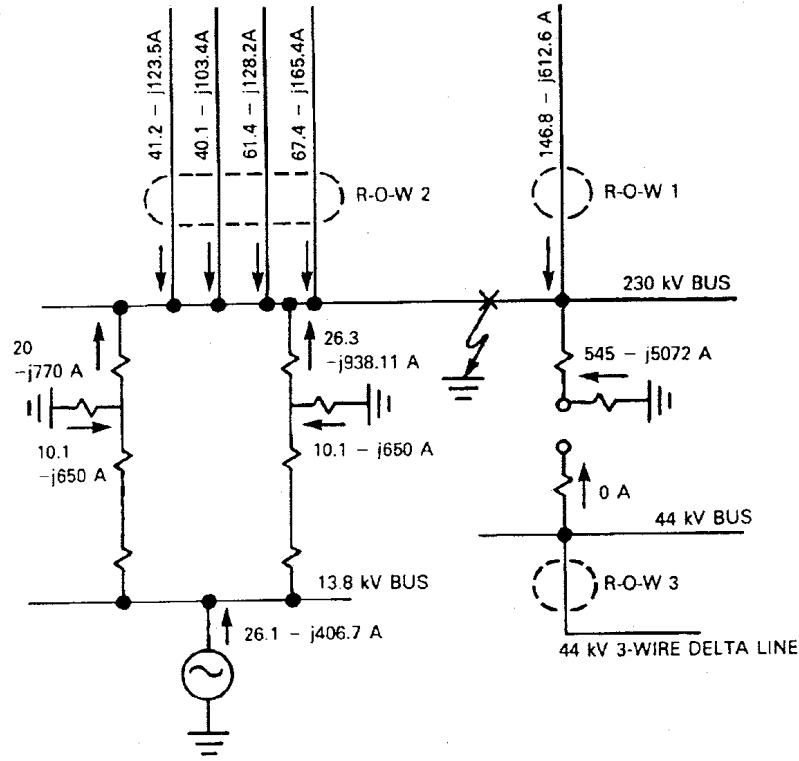 41.2 – j123.5A
40.1 – j103.4A
61.4 – j128.2A
67.4 – j165.4A
146.8 – j612.6 A
R-O-W 2
R-O-W 1
230 kV BUS
20
-j770 A
26.3
-j938.11 A
545 – j5072 A
10.1
-j650 A
10.1 – j650 A
0 A
44 kV BUS
13.8 kV BUS
R-O-W 3
26.1 – j406.7 A
44 kV 3-WIRE DELTA LINE